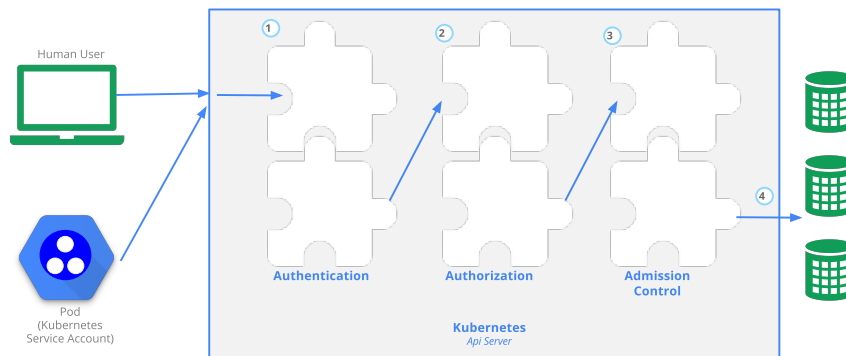 1
2
3
Human User
4
Authentication
Authorization
Admission
Control
Pod
(Kubernetes
Service Account)
Kubernetes
Api Server